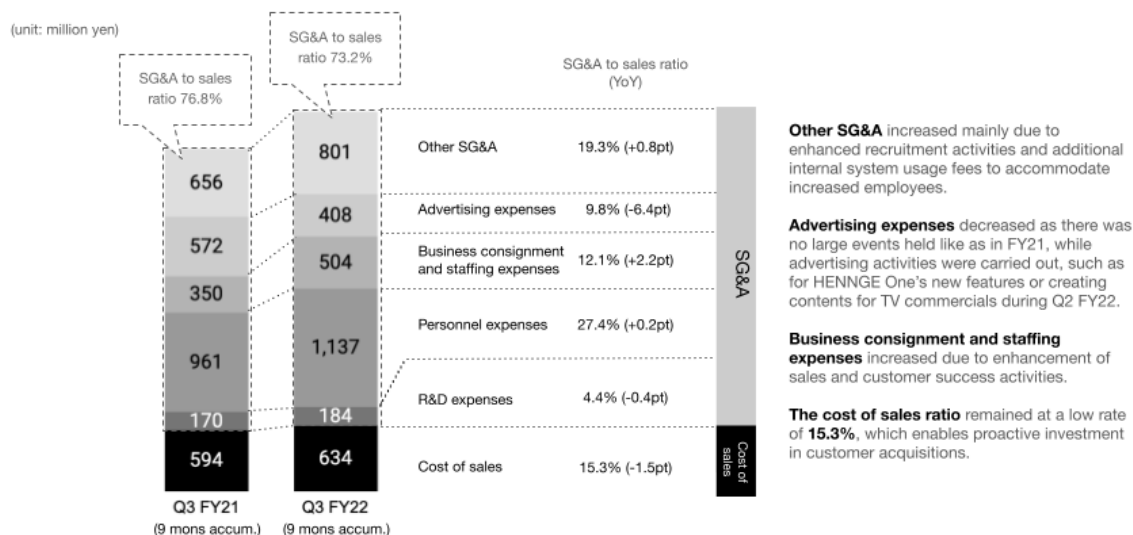 (unit: million yen)
SG&A to sales
ratio 76.8%
SG&A to sales
ratio 73.2%
SG&A to sales ratio
(YoY)
656
572
350
961
170
594
Q3 FY21
(9 mons accum.)
801
408
504
1,137
184
634
Q3 FY22
(9 mons accum.)
Other SG&A 19.3% (+0.8pt)
Advertising expenses 9.8% (-6.4pt)
Business consignment
and staffing expenses 12.1% (+2.2pt)
Personnel expenses 27.4% (+0.2pt)
R&D expenses 4.4% (-0.4pt)
Cost of sales 15.3% (-1.5pt)
SG&A
Cost of
sales
Other SG&A increased mainly due to
enhanced recruitment activities and additional
internal system usage fees to accommodate
increased employees.
Advertising expenses decreased as there was
no large events held like as in FY21, while
advertising activities were carried out, such as
for HENNGE One's new features or creating
contents for TV commercials during Q2 FY22.
Business consignment and staffing
expenses increased due to enhancement of
sales and customer success activities.
The cost of sales ratio remained at a low rate
of 15.3%, which enables proactive investment
in customer acquisitions.